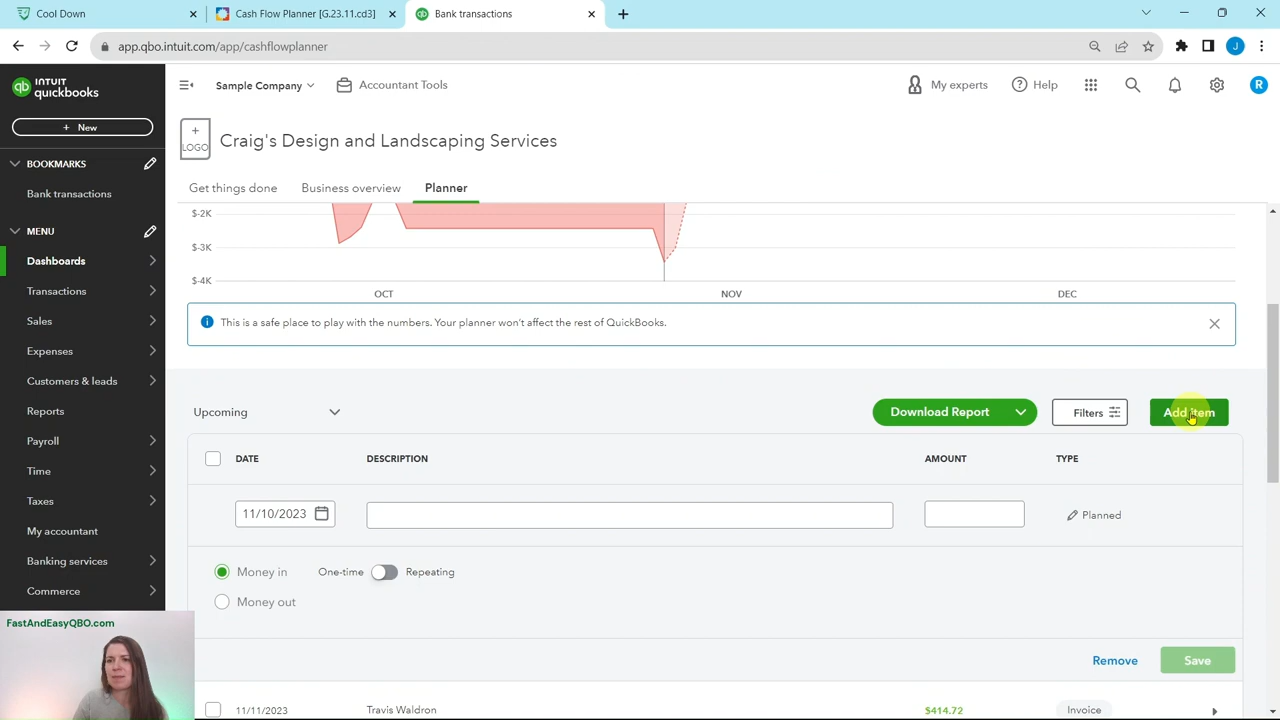 Cool Down
Cash Flow Planner [G.23.11.cd3]
Bank transactions
app.qbo.intuit.com/app/cashflowplanner
J
INTUIT
quickbooks
Sample Company
Accountant Tools
My experts
Help
R
+ New
+
LOGO
Craig's Design and Landscaping Services
BOOKMARKS
Bank transactions
Get things done
Business overview
Planner
MENU
Dashboards
Transactions
Sales
Expenses
Customers & leads
Reports
Payroll
Time
Taxes
My accountant
Banking services
Commerce
$-2K
$-3K
$-4K
OCT
NOV
DEC
This is a safe place to play with the numbers. Your planner won't affect the rest of QuickBooks.
Upcoming
Download Report
Filters
Add item
DATE
DESCRIPTION
AMOUNT
TYPE
11/10/2023
Planned
Money in
One-time
Repeating
Money out
Remove
Save
11/11/2023
Travis Waldron
$414.72
Invoice
FastAndEasyQBO.com